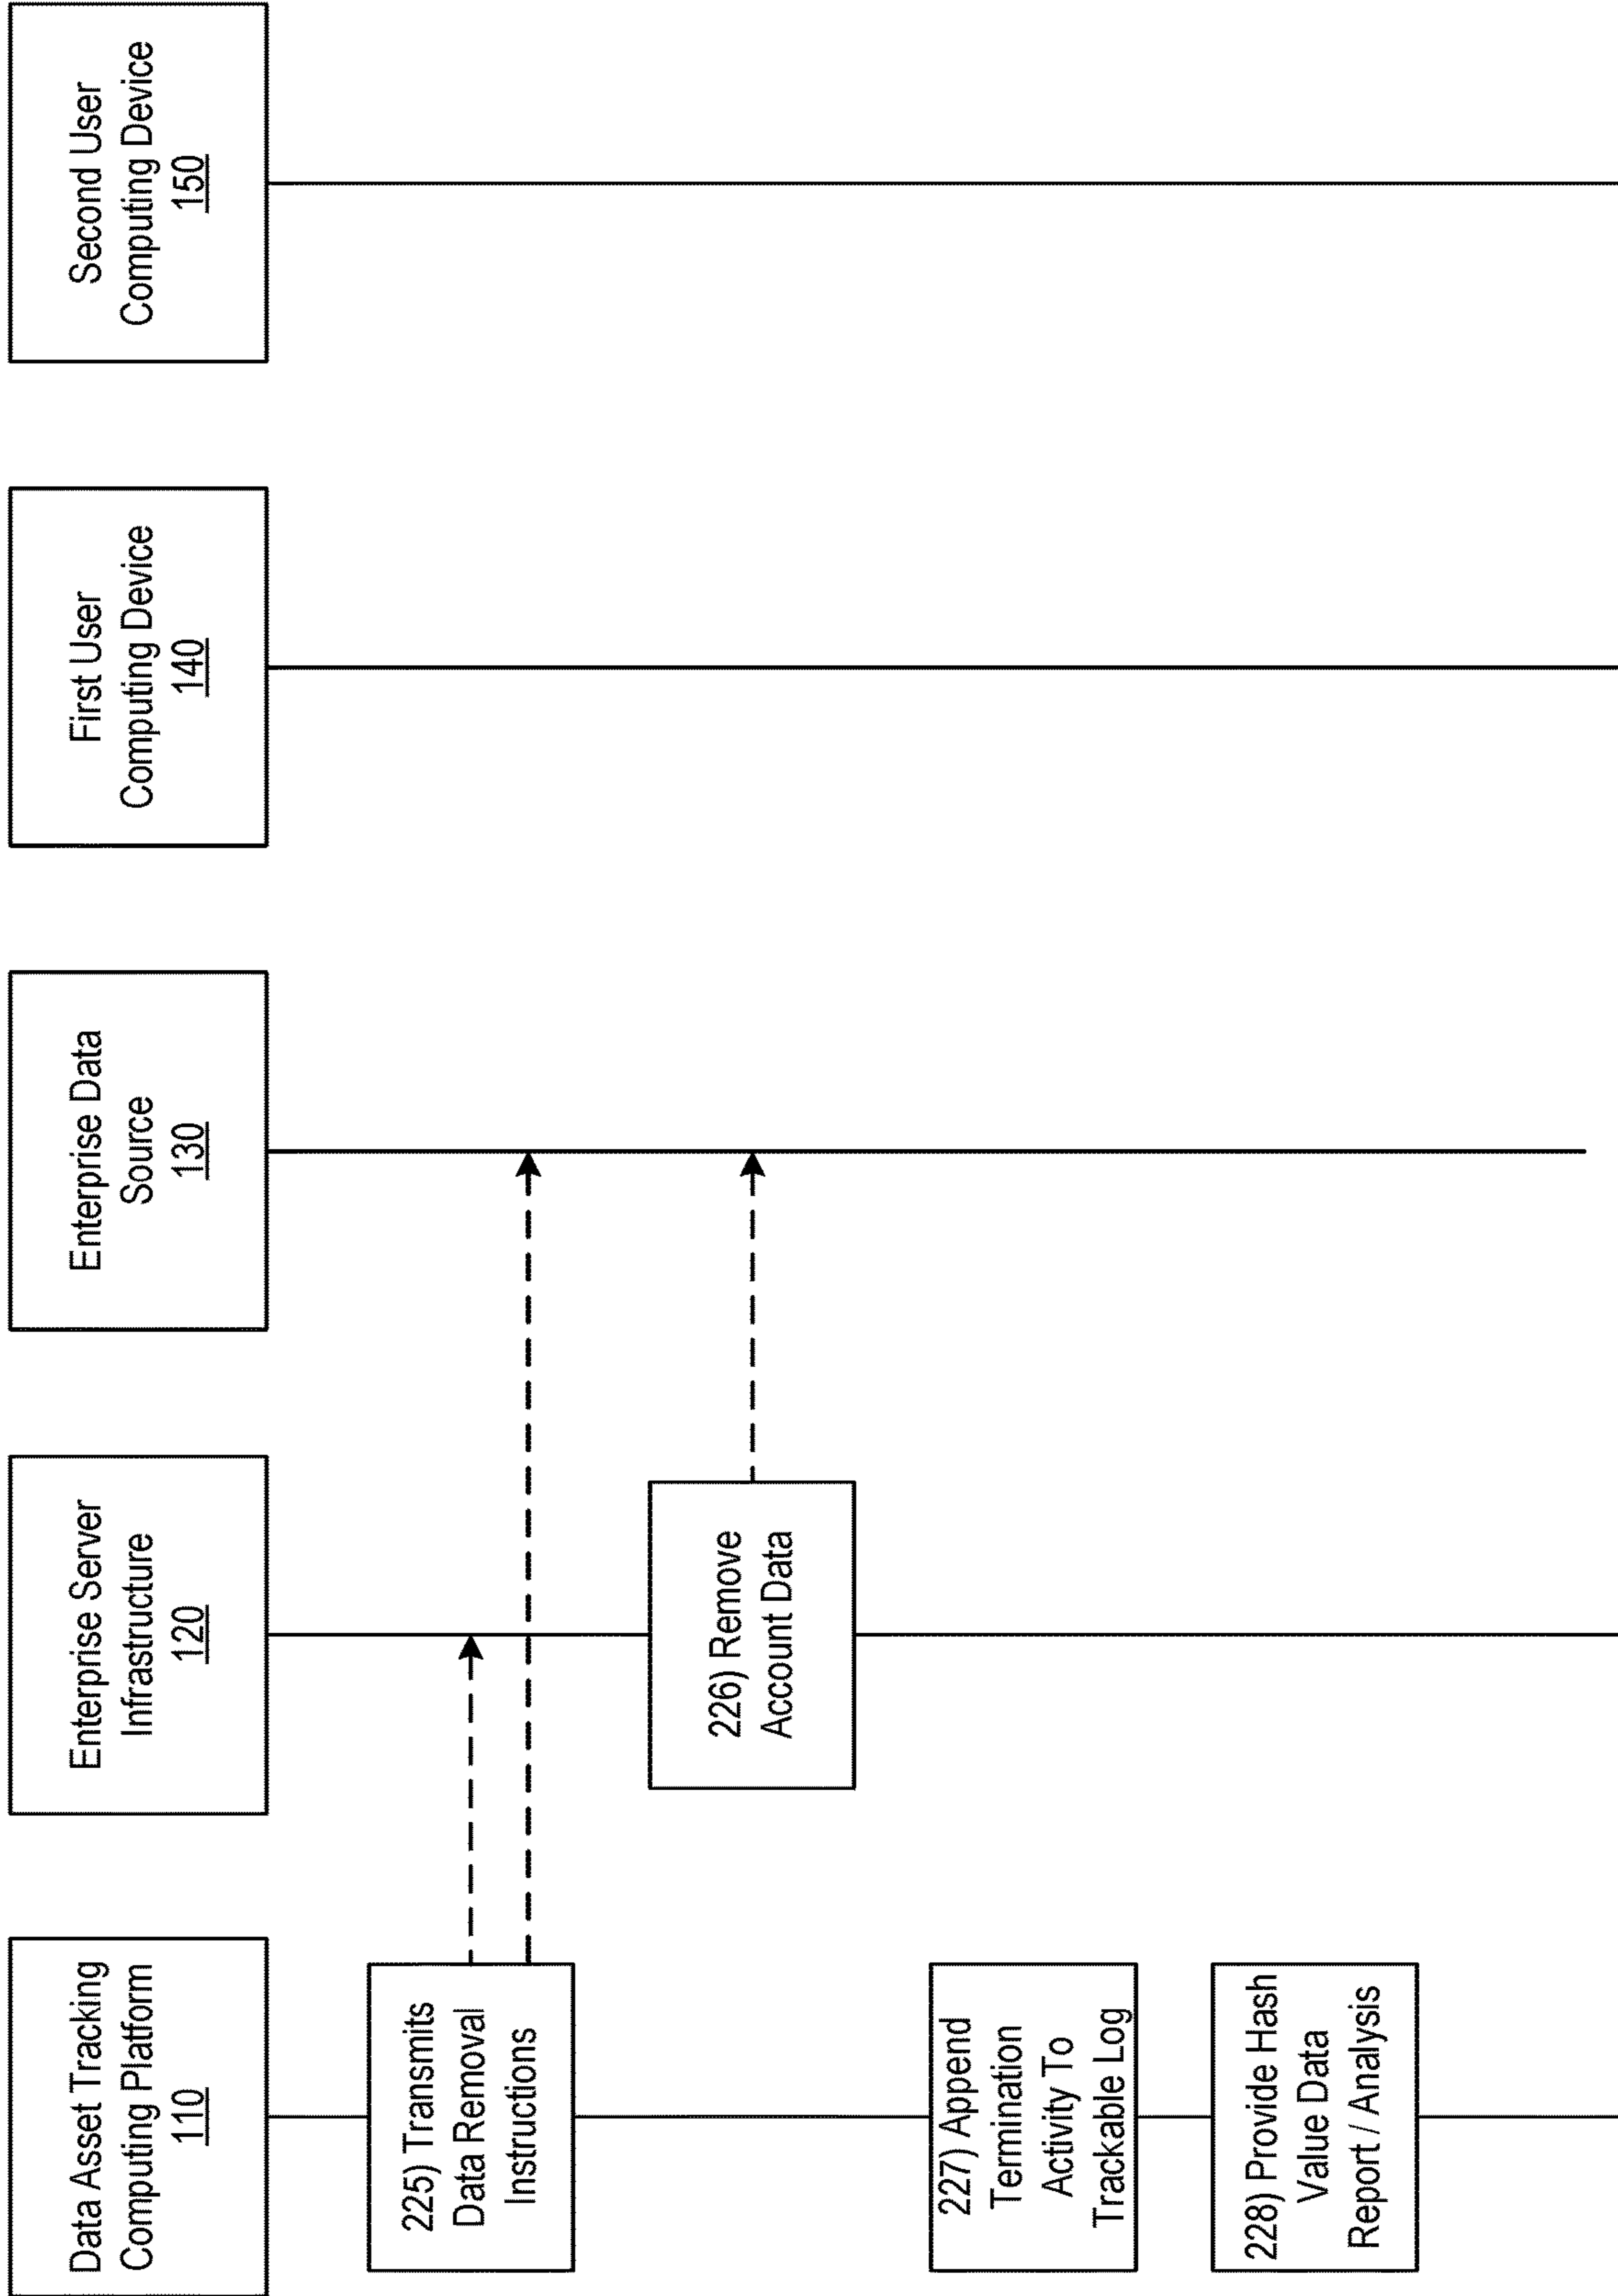 Data Asset Tracking
Computing Platform
110
Enterprise Server
Infrastructure
120
Enterprise Data
Source
130
First User
Computing Device
140
Second User
Computing Device
150
225) Transmits
Data Removal
Instructions
226) Remove
Account Data
227) Append
Termination
Activity To
Trackable Log
228) Provide Hash
Value Data
Report / Analysis